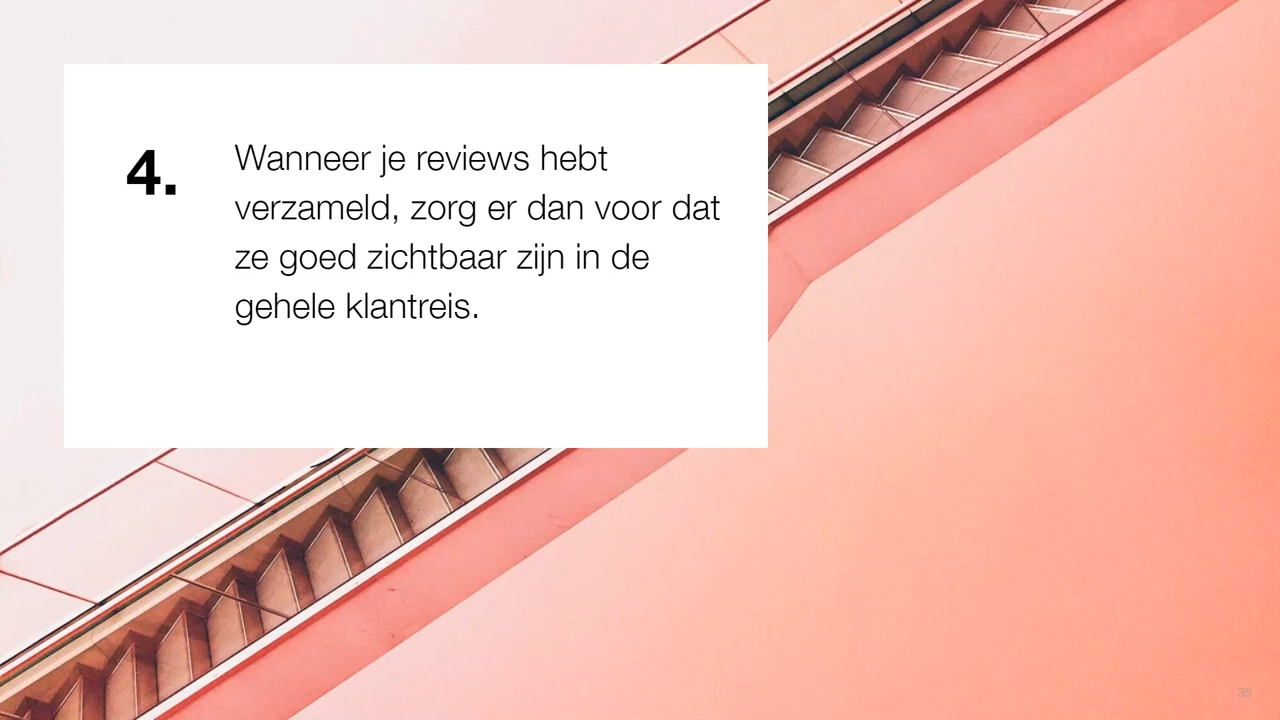 4.
Wanneer je reviews hebt
verzameld, zorg er dan voor dat
ze goed zichtbaar zijn in de
gehele klantreis.
35